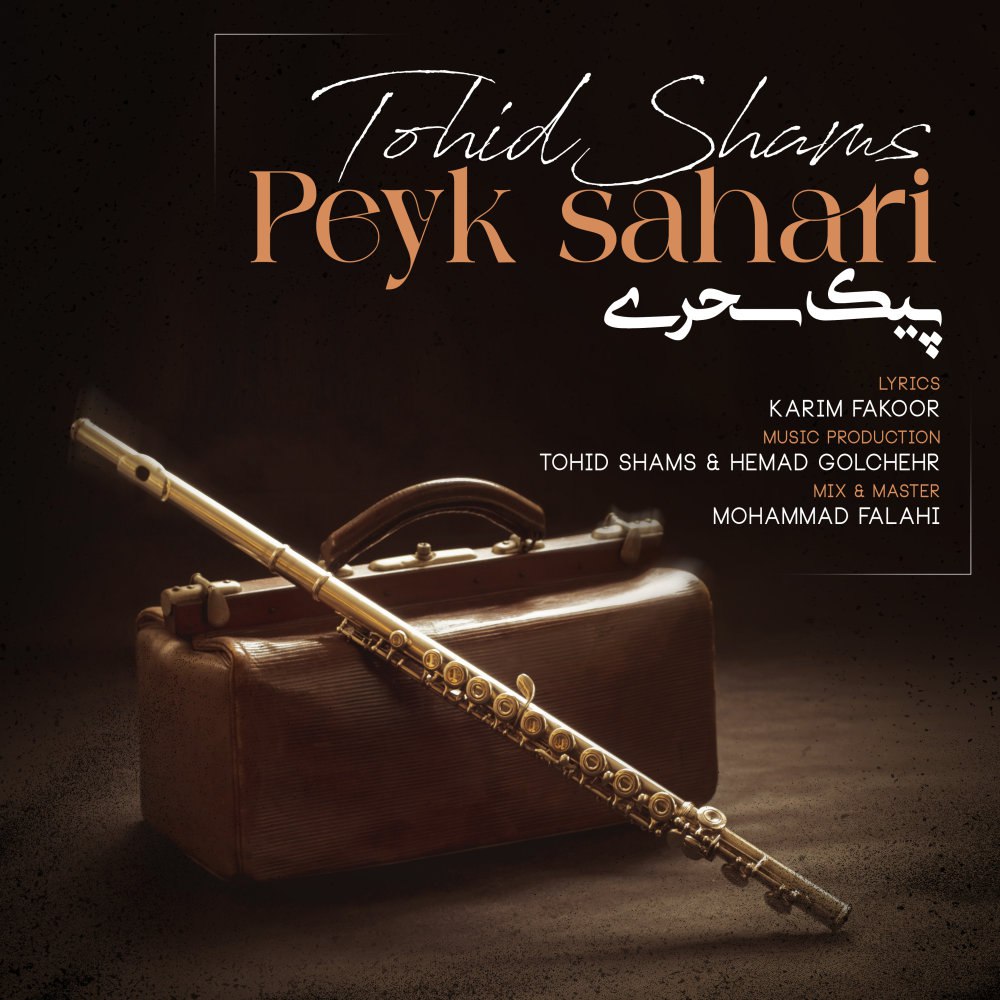 Tohid Shams
Peyk sahari
پیک سحری
LYRICS
KARIM FAKOOR
MUSIC PRODUCTION
TOHID SHAMS & HEMAD GOLCHEHR
MIX & MASTER
MOHAMMAD FALAHI